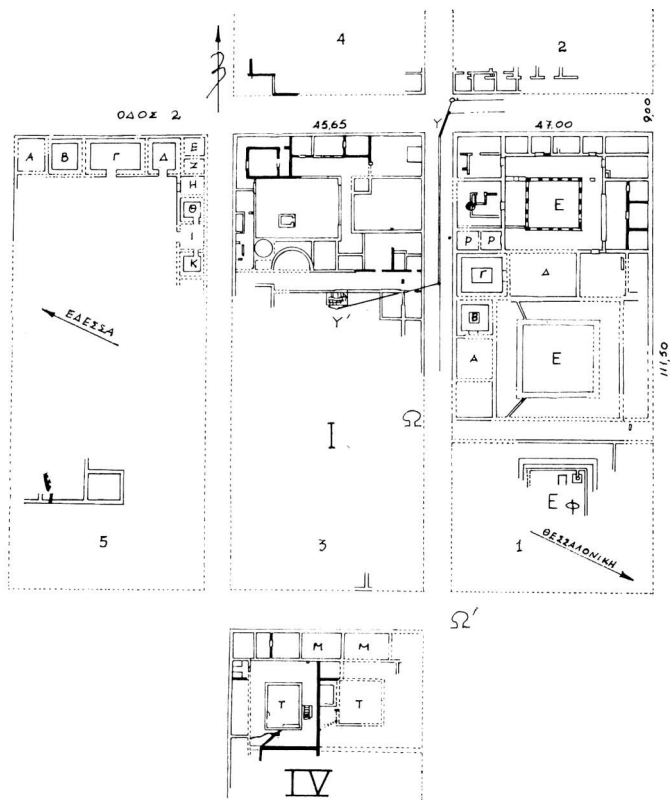 4
2
ΟΔΟΣ 2
45,65
Υ
47,00
9,00
Α Β Γ Δ Ε
Ζ
Η
Θ
Ι
Κ
Ε
Ρ Ρ
Γ Δ
Β
Α Ε
ΕΔΕΣΣΑ
Υ'
111,50
Ι
Ω
Ε Φ
ΘΕΣΣΑΛΟΝΙΚΗ
5
3
1
Ω'
Μ Μ
Τ Τ
IV